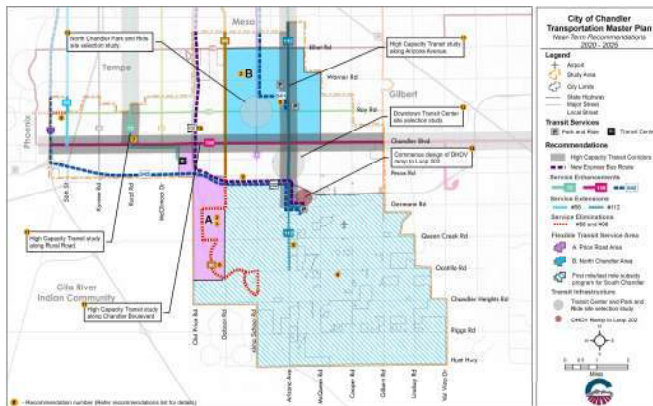 City of Chandler
Transportation Master Plan
Near-Term Recommendations
2020 - 2025
Legend
Airport
Study Area
City Limits
State Highway
Major Street
Local Street
Transit Services
Park and Ride
Transit Center
Recommendations
High Capacity Transit Corridors
New Express Bus Route
Service Enhancements
Service Extensions
#56
#112
Service Eliminations
#96 and #96
Flexible Transit Service Area
A. Price Road Area
B. North Chandler Area
First mile/last mile subsidy
program for South Chandler
Transit Infrastructure
Transit Center and Park and
Ride site selection study
DHOV Ramp to Loop 202
Miles
Mesa
Tempe
Phoenix
Gilbert
Gila River
Indian Community
North Chandler Park and Ride
site selection study
High Capacity Transit study
along Arizona Avenue
Downtown Transit Center
site selection study
Commence design of DHOV
ramp to Loop 202
High Capacity Transit study
along Rural Road
High Capacity Transit study
along Chandler Boulevard
A
B
Elliot Rd
Warner Rd
Ray Rd
Chandler Blvd
Pecos Rd
Germann Rd
Queen Creek Rd
Ocotillo Rd
Chandler Heights Rd
Riggs Rd
Hunt Hwy
56th St
Kyrene Rd
Rural Rd
McClintock Dr
Old Price Rd
Dobson Rd
Alma School Rd
Arizona Ave
McQueen Rd
Cooper Rd
Gilbert Rd
Lindsay Rd
Val Vista Dr
- Recommendation number (Refer recommendations list for details)